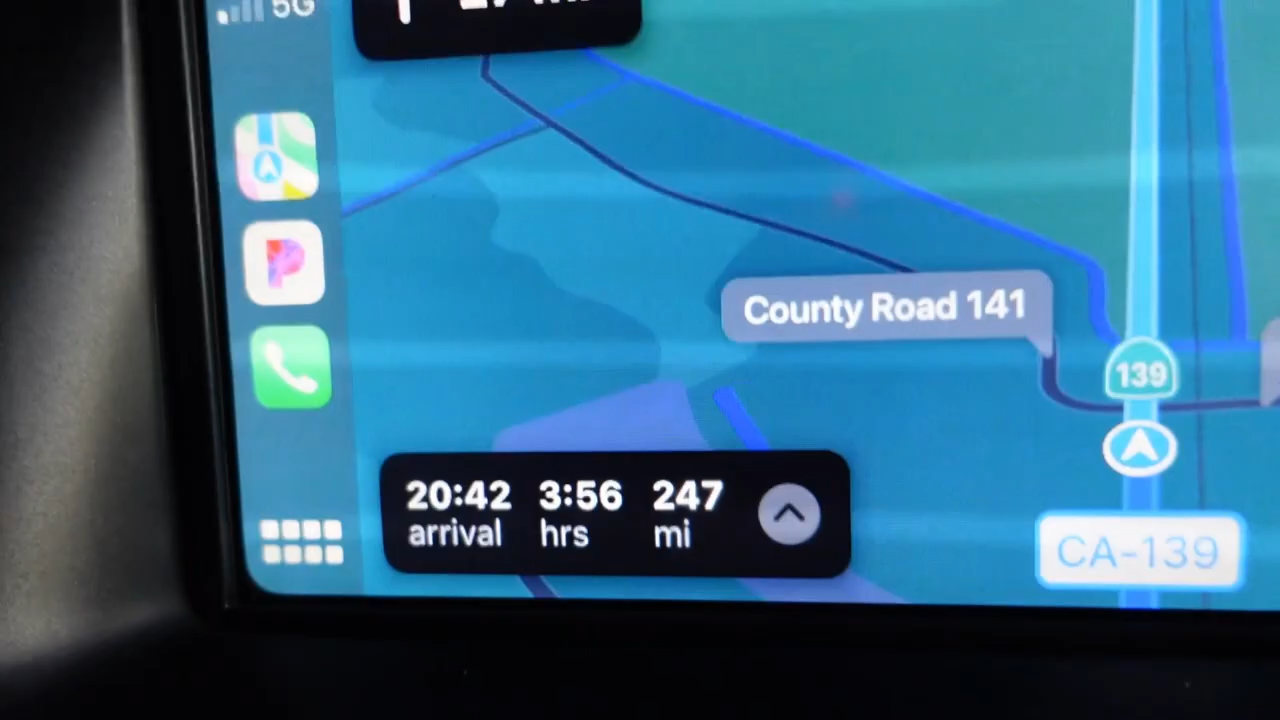 5G
County Road 141
139
20:42 3:56 247
arrival hrs mi
CA-139